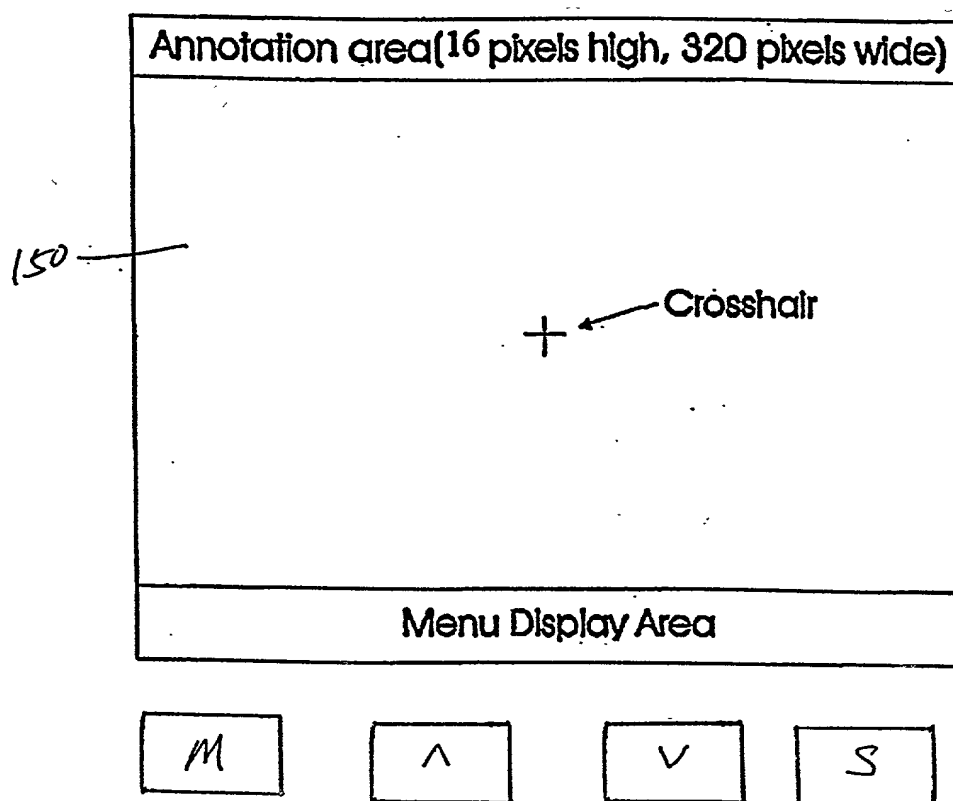 Annotation area(16 pixels high, 320 pixels wide)
150
Crosshair
Menu Display Area
M ^ v S